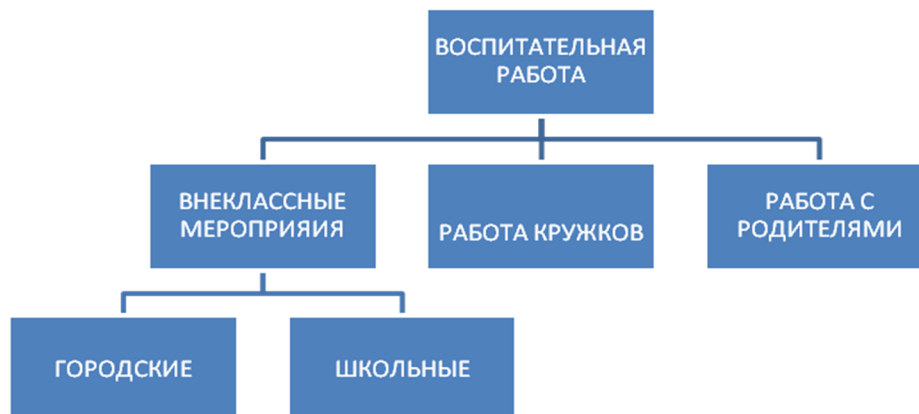 ВОСПИТАТЕЛЬНАЯ
РАБОТА
ВНЕКЛАССНЫЕ
МЕРОПРИЯИЯ
РАБОТА КРУЖКОВ
РАБОТА С
РОДИТЕЛЯМИ
ГОРОДСКИЕ
ШКОЛЬНЫЕ